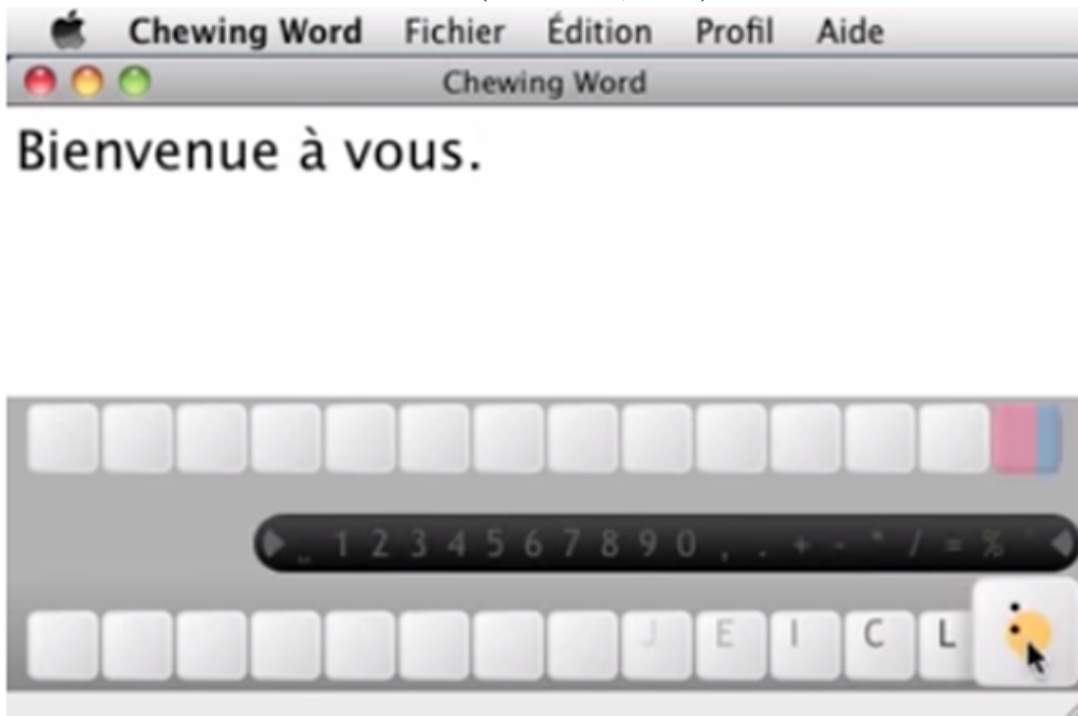 Chewing Word Fichier Édition Profil Aide
Chewing Word
Bienvenue à vous.
1 2 3 4 5 6 7 8 9 0 , . + - * / = %
J E I C L